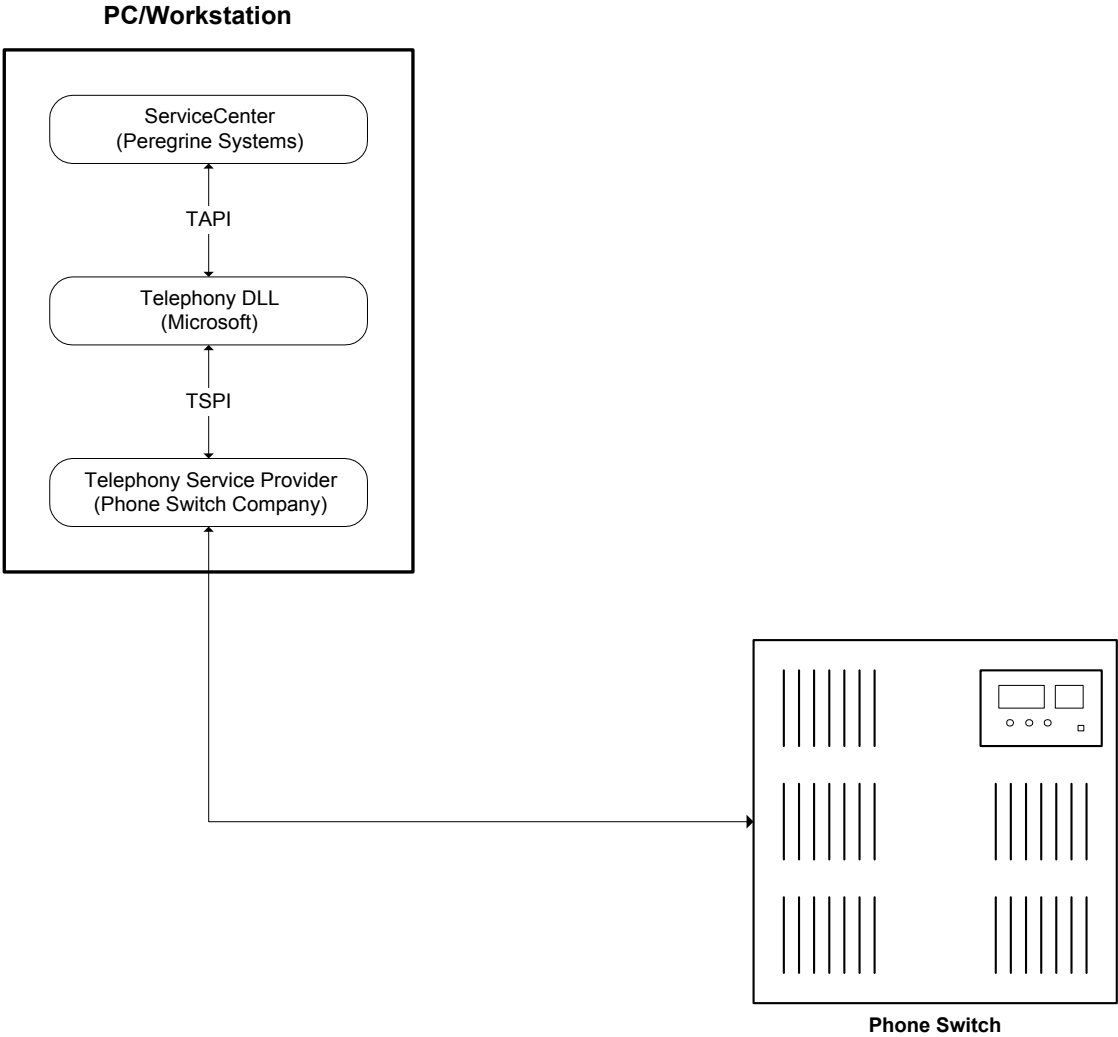 PC/Workstation
ServiceCenter
(Peregrine Systems)
TAPI
Telephony DLL
(Microsoft)
TSPI
Telephony Service Provider
(Phone Switch Company)
Phone Switch